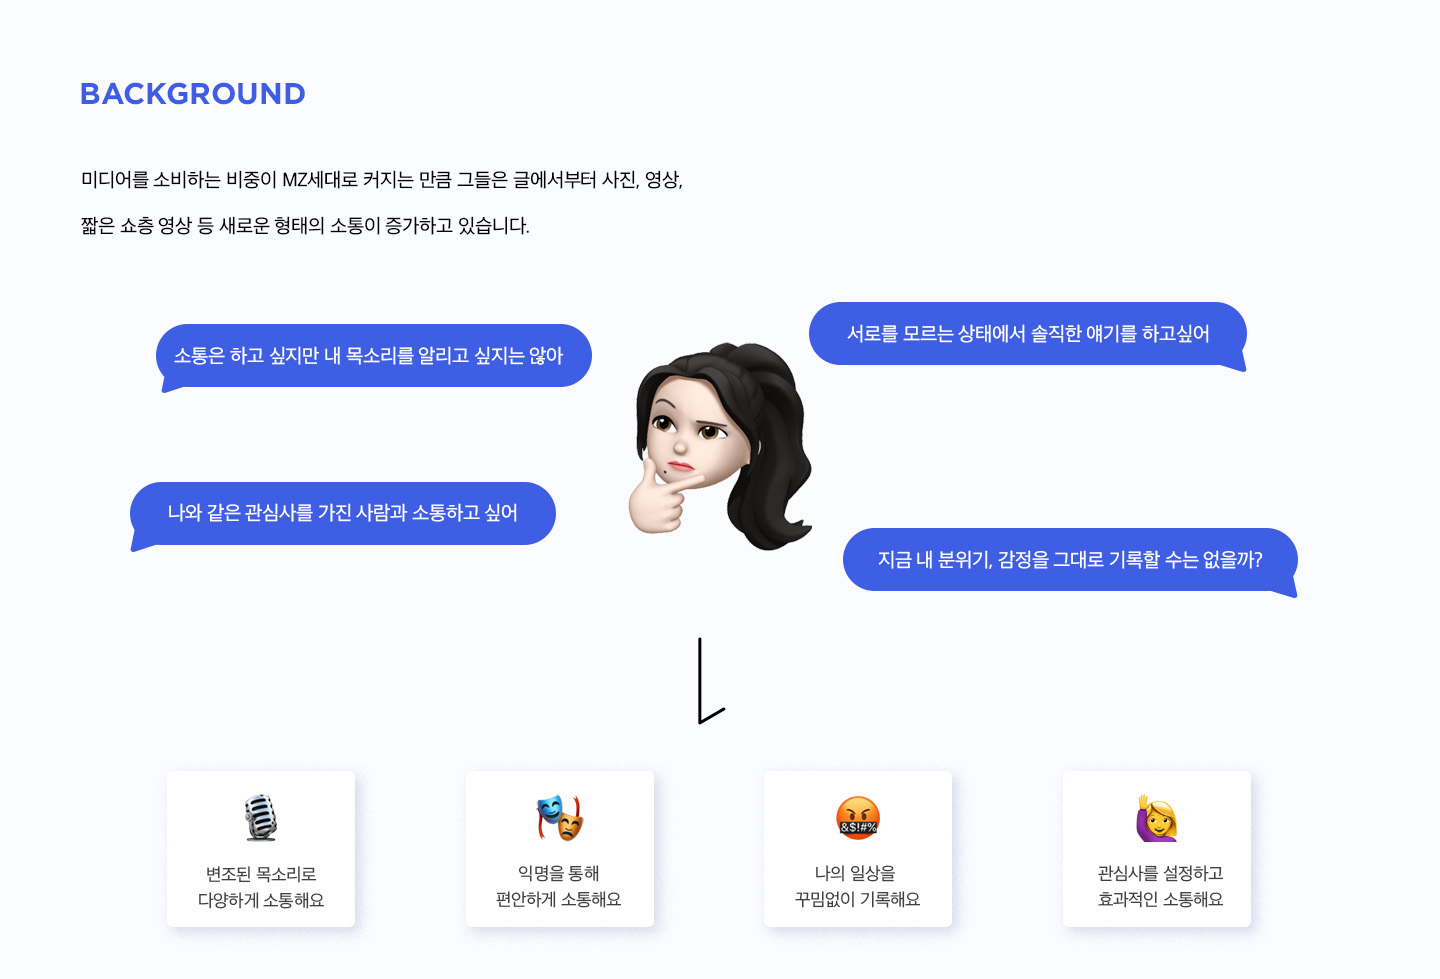 BACKGROUND
미디어를 소비하는 비중이 MZ세대로 커지는 만큼 그들은 글에서부터 사진, 영상,
짧은 쇼츰 영상 등 새로운 형태의 소통이 증가하고 있습니다.
소통은 하고 싶지만 내 목소리를 알리고 싶지는 않아
서로를 모르는 상태에서 솔직한 얘기를 하고싶어
나와 같은 관심사를 가진 사람과 소통하고 싶어
지금 내 분위기, 감정을 그대로 기록할 수는 없을까?
&$!#%
변조된 목소리로
다양하게 소통해요
익명을 통해
편안하게 소통해요
나의 일상을
꾸밈없이 기록해요
관심사를 설정하고
효과적인 소통해요